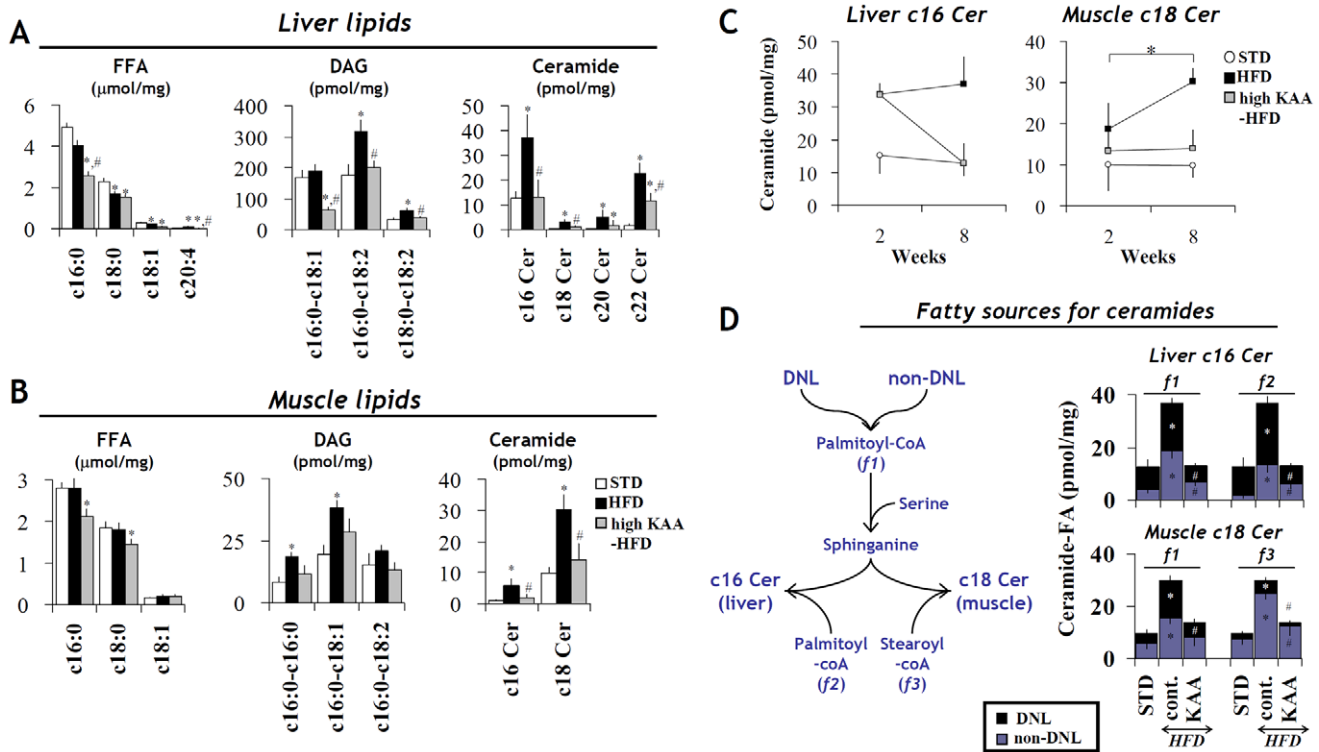 A
Liver lipids
FFA
(μmol/mg)
6
4
2
0
*,#
*
*
*
*
*
*
,#
c16:0
c18:0
c18:1
c20:4
DAG
(pmol/mg)
400
300
200
100
0
*,#
*
#
*
#
c16:0-c18:1
c16:0-c18:2
c18:0-c18:2
Ceramide
(pmol/mg)
50
40
30
20
10
0
*
#
*
#
*
*
*
*,#
c16 Cer
c18 Cer
c20 Cer
c22 Cer
B
Muscle lipids
FFA
(μmol/mg)
3
2
1
0
*
*
c16:0
c18:0
c18:1
DAG
(pmol/mg)
50
25
0
*
*
c16:0-c16:0
c16:0-c18:1
c16:0-c18:2
Ceramide
(pmol/mg)
40
30
20
10
0
*
#
*
#
c16 Cer
c18 Cer
STD
HFD
high KAA
-HFD
C
Liver c16 Cer
Ceramide (pmol/mg)
50
40
30
20
10
0
2
8
Weeks
Muscle c18 Cer
40
30
20
10
0
*
2
8
Weeks
STD
HFD
high KAA
-HFD
D
Fatty sources for ceramides
DNL
non-DNL
Palmitoyl-CoA
(f1)
Serine
Sphinganine
c16 Cer
(liver)
c18 Cer
(muscle)
Palmitoyl
-coA
(f2)
Stearoyl
-coA
(f3)
Ceramide-FA (pmol/mg)
Liver c16 Cer
f1
f2
40
20
0
*
*
#
#
*
*
#
#
Muscle c18 Cer
f1
f3
40
20
0
*
*
#
*
*
#
#
STD
cont.
KAA
HFD
STD
cont.
KAA
HFD
DNL
non-DNL